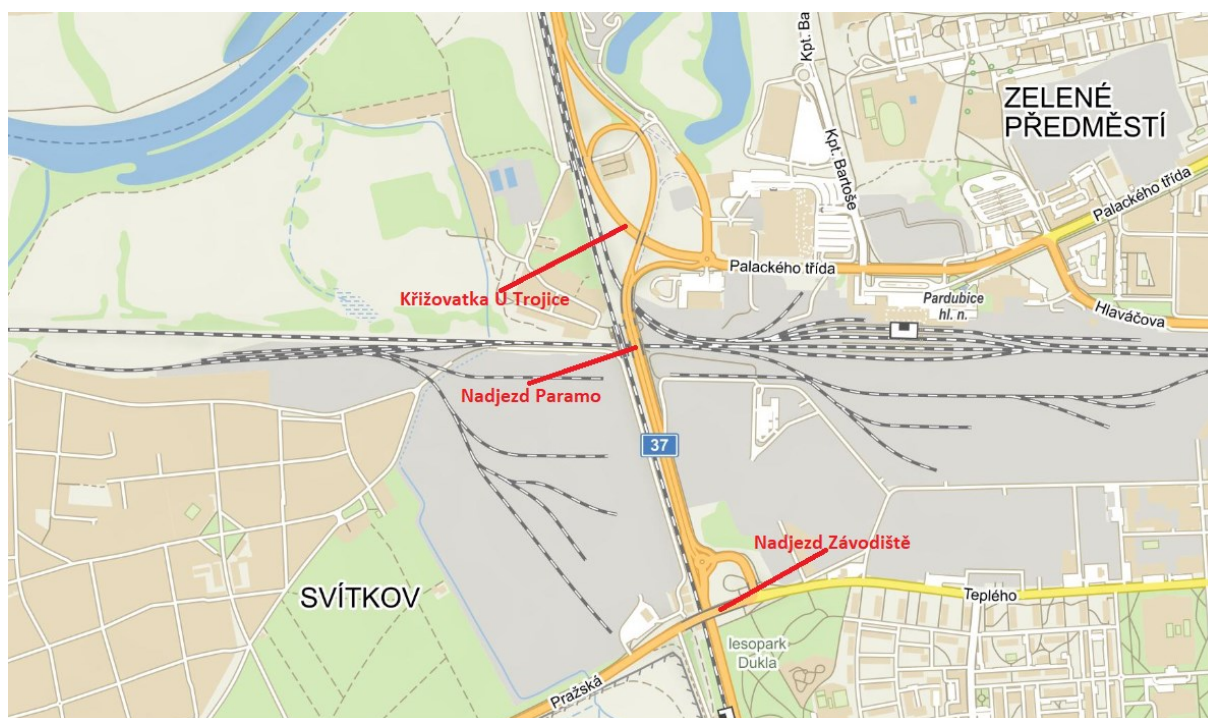 Kpt. Ba
ZELENÉ
PŘEDMĚSTÍ
Kpt. Bartoše
Palackého třída
Palackého třída
Křižovatka U Trojice
Pardubice
hl. n.
Hlaváčova
Nadjezd Paramo
37
Nadjezd Závodiště
SVÍTKOV
Teplého
lesopark
Dukla
Pražská